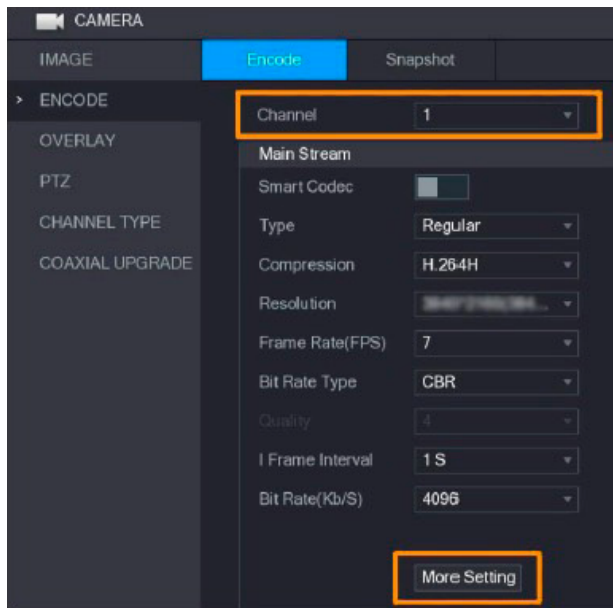 CAMERA
IMAGE
Encode Snapshot
> ENCODE
Channel 1
OVERLAY
Main Stream
PTZ
Smart Codec
CHANNEL TYPE
Type Regular
COAXIAL UPGRADE
Compression H.264H
Resolution
Frame Rate(FPS) 7
Bit Rate Type CBR
Quality 4
I Frame Interval 1 S
Bit Rate(Kb/S) 4096
More Setting